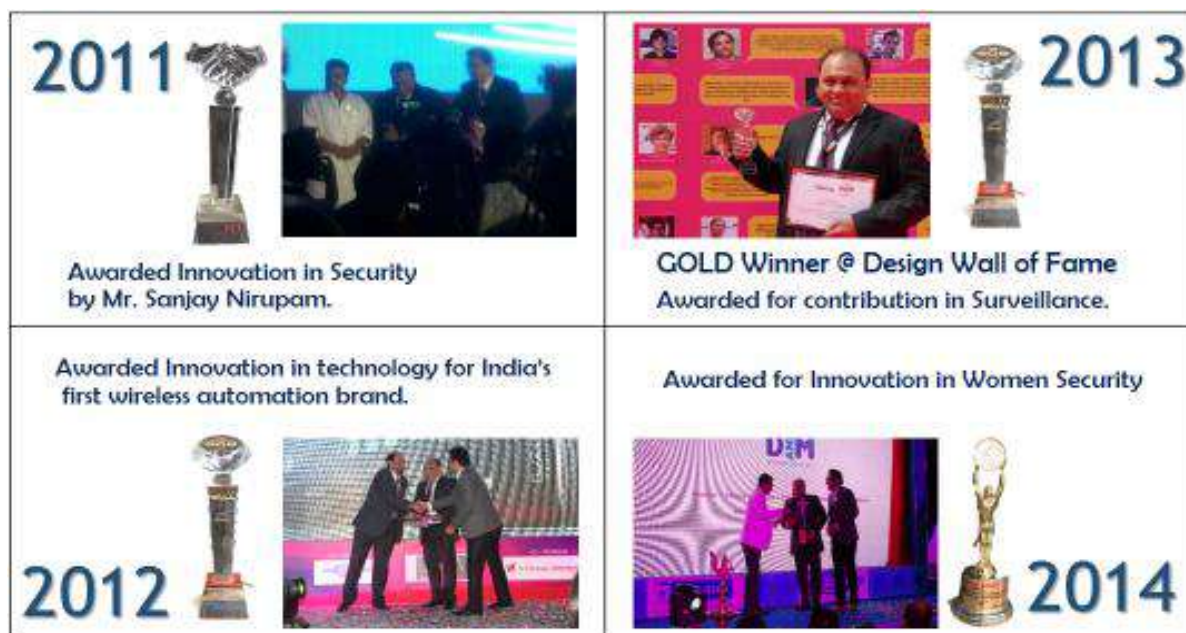 2011
Awarded Innovation in Security
by Mr. Sanjay Nirupam.
2013
GOLD Winner @ Design Wall of Fame
Awarded for contribution in Surveillance.
Awarded Innovation in technology for India's
first wireless automation brand.
2012
Awarded for Innovation in Women Security
D&M
2014